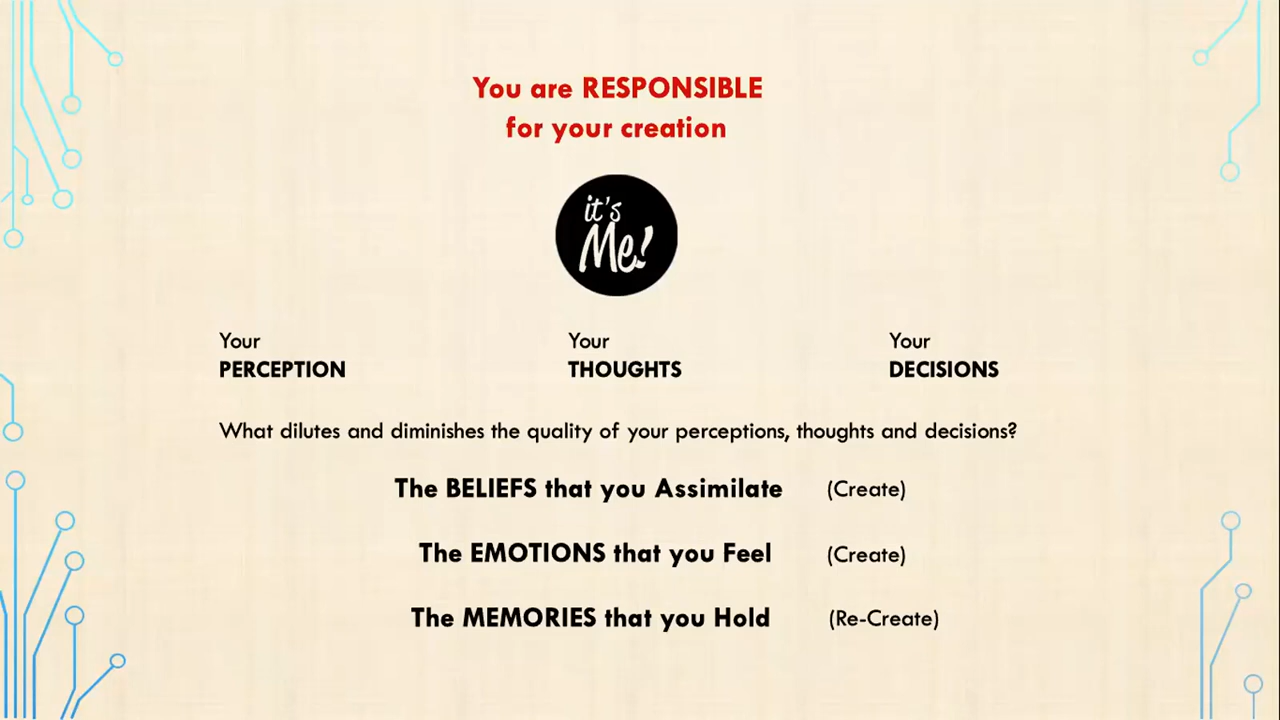 You are RESPONSIBLE
for your creation
it's
Me!
Your
PERCEPTION
Your
THOUGHTS
Your
DECISIONS
What dilutes and diminishes the quality of your perceptions, thoughts and decisions?
The BELIEFS that you Assimilate (Create)
The EMOTIONS that you Feel (Create)
The MEMORIES that you Hold (Re-Create)